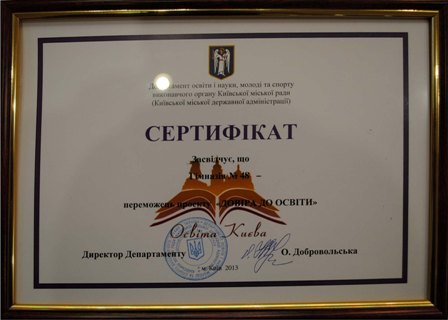 Департамент освіти і науки, молоді та спорту
виконавчого органу Київської міської ради
(Київської міської державної адміністрації)
СЕРТИФІКАТ
Засвідчує, що
Гімназія № 48 –
переможець проекту «ДОВІРА ДО ОСВІТИ»
Освіта Києва
Директор Департаменту О. Добровольська
м. Київ 2013